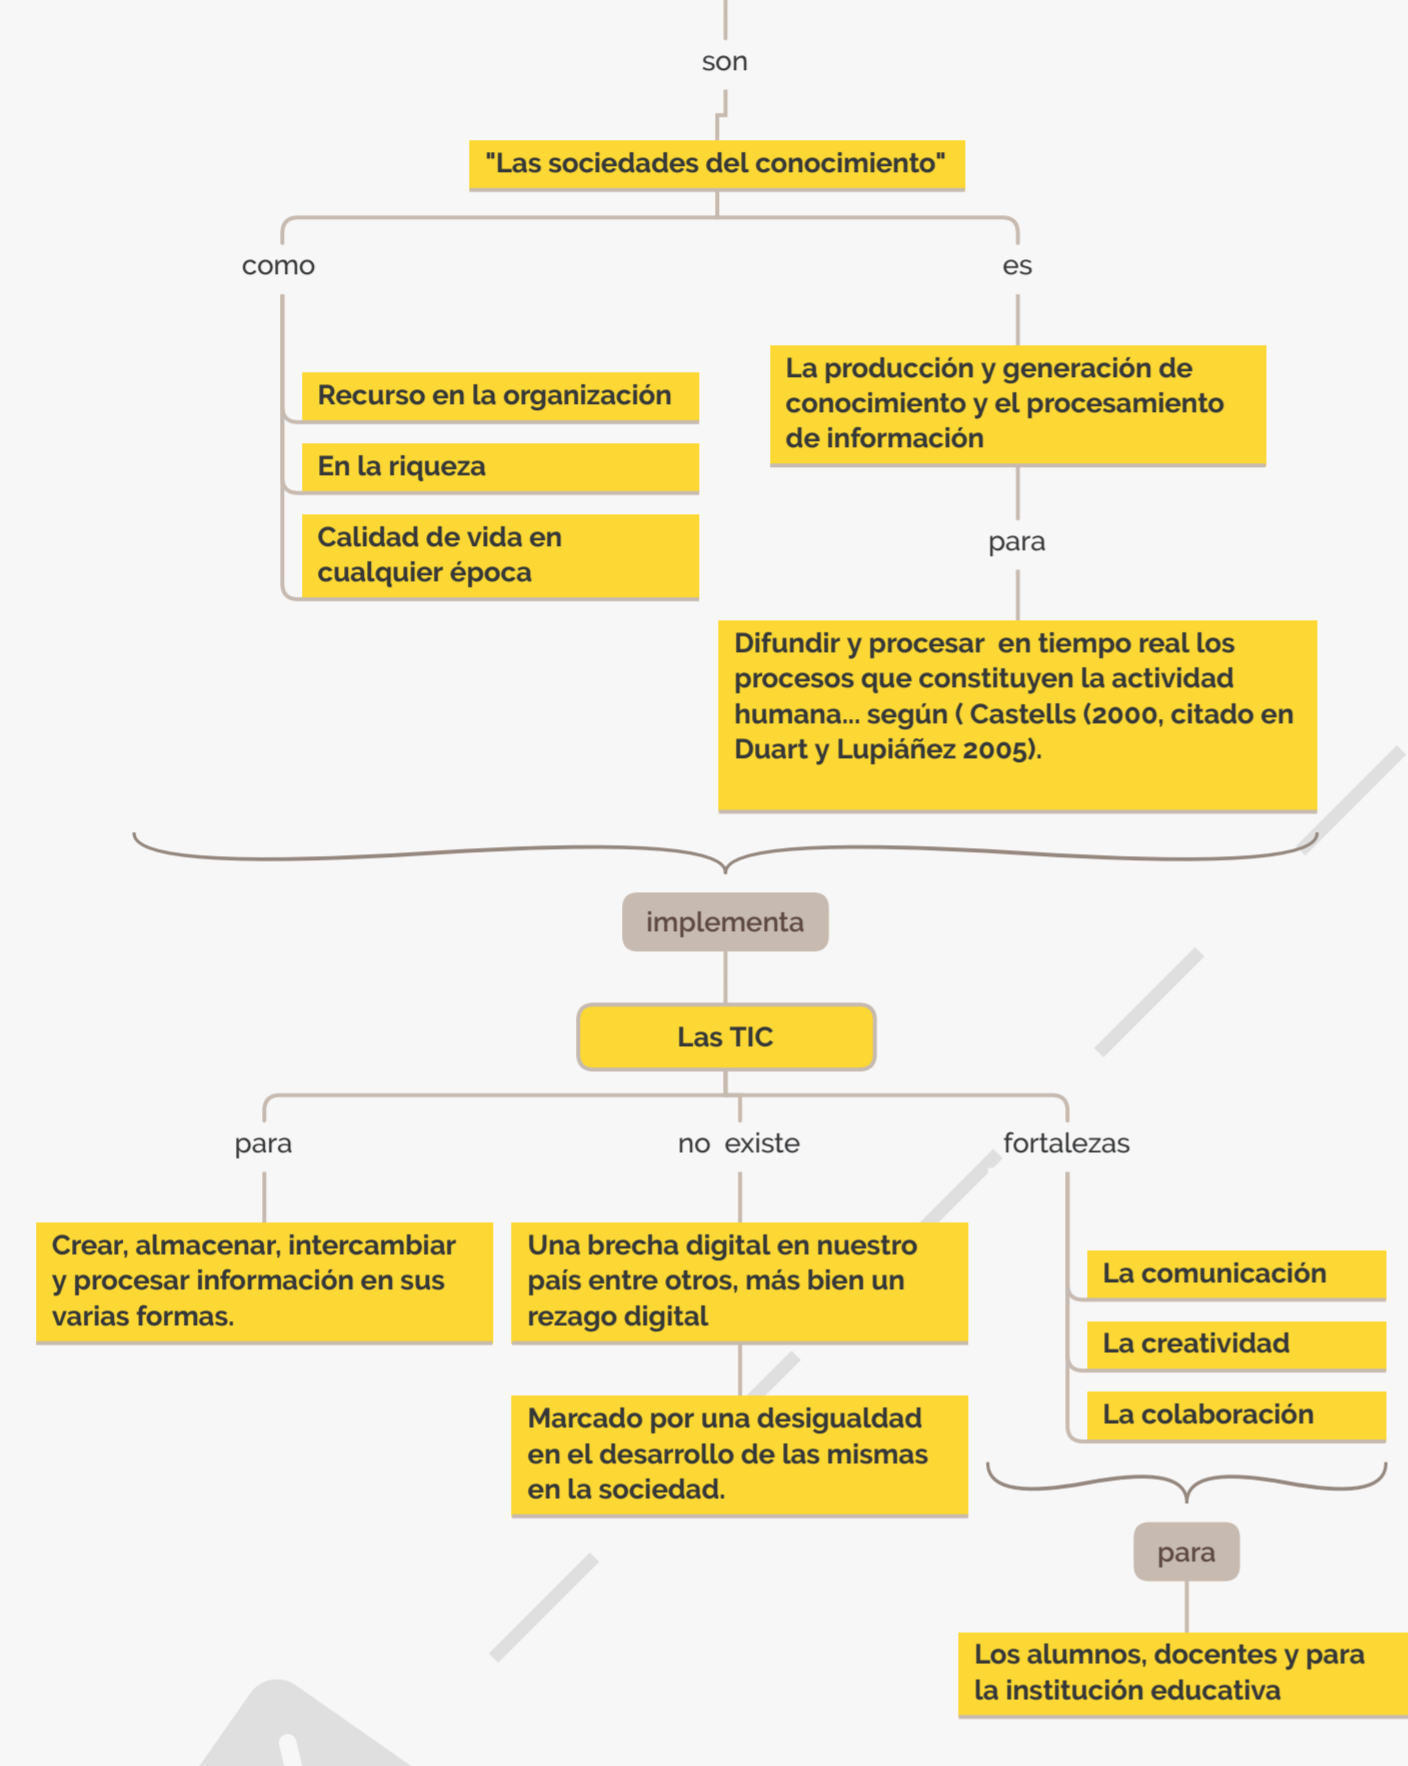 son
"Las sociedades del conocimiento"
como
es
Recurso en la organización
En la riqueza
Calidad de vida en
cualquier época
La producción y generación de
conocimiento y el procesamiento
de información
para
Difundir y procesar  en tiempo real los
procesos que constituyen la actividad
humana... según ( Castells (2000, citado en
Duart y Lupiáñez 2005).
implementa
Las TIC
para
no  existe
fortalezas
Crear, almacenar, intercambiar
y procesar información en sus
varias formas.
Una brecha digital en nuestro
país entre otros, más bien un
rezago digital
Marcado por una desigualdad
en el desarrollo de las mismas
en la sociedad.
La comunicación
La creatividad
La colaboración
para
Los alumnos, docentes y para
la institución educativa